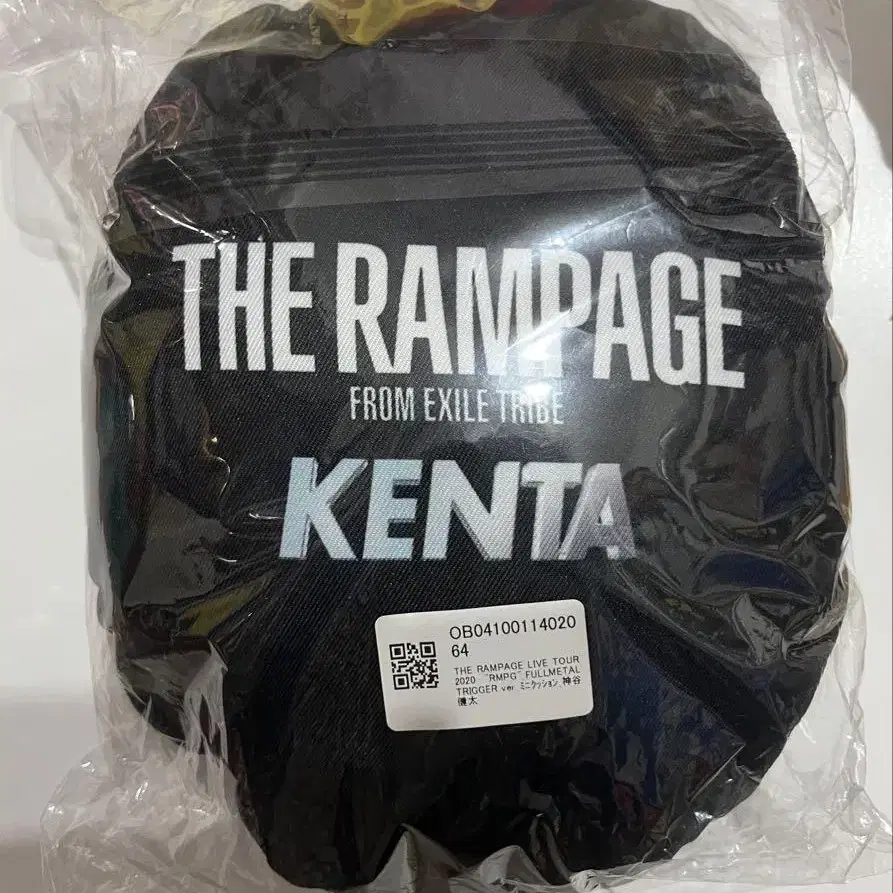 THE RAMPAGE
FROM EXILE TRIBE
KENTA
OB04100114020
64
THE RAMPAGE LIVE TOUR
2020 "RMPG" FULLMETAL
TRIGGER ver. ﾐﾆｸｯｼｮﾝ_神谷
健太